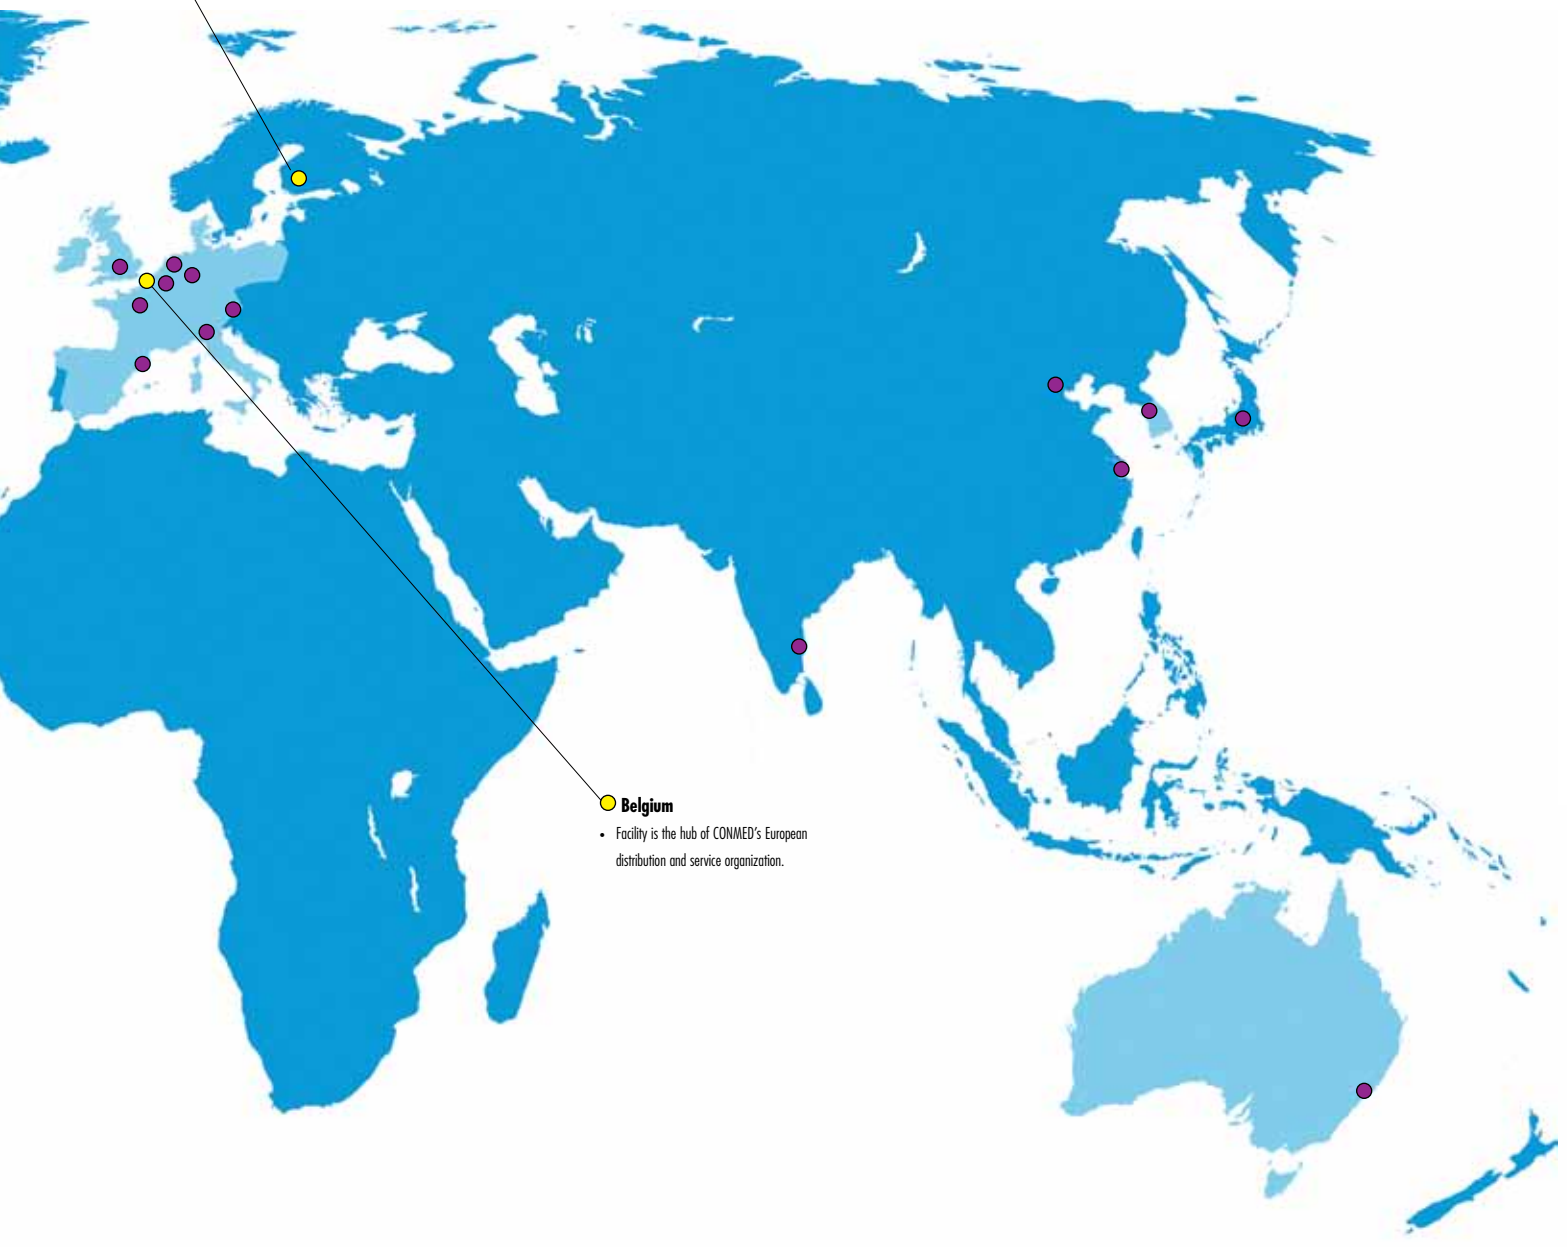 Belgium
• Facility is the hub of CONMED's European
distribution and service organization.